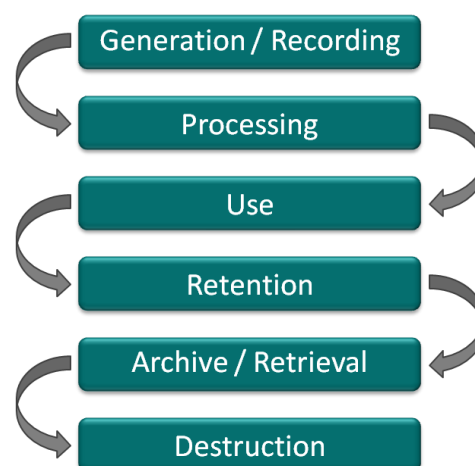 Generation / Recording
Processing
Use
Retention
Archive / Retrieval
Destruction